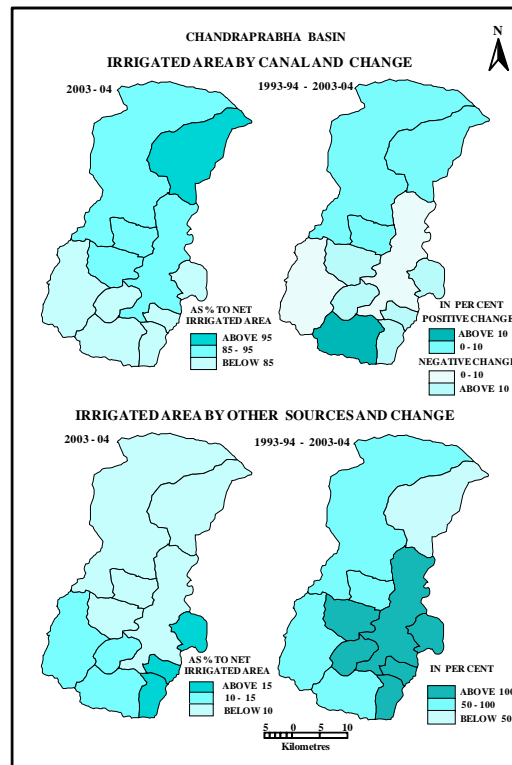 CHANDRAPRABHA BASIN
N
IRRIGATED AREA BY CANAL AND CHANGE
2003 - 04
1993-94 - 2003-04
AS % TO NET
IRRIGATED AREA
ABOVE 95
85 - 95
BELOW 85
IN PER CENT
POSITIVE CHANGE
ABOVE 10
0 - 10
NEGATIVE CHANGE
0 - 10
ABOVE 10
IRRIGATED AREA BY OTHER SOURCES AND CHANGE
2003 - 04
1993-94 - 2003-04
AS % TO NET
IRRIGATED AREA
ABOVE 15
10 - 15
BELOW 10
IN PER CENT
ABOVE 100
50 - 100
BELOW 50
5 0 5 10
Kilometres